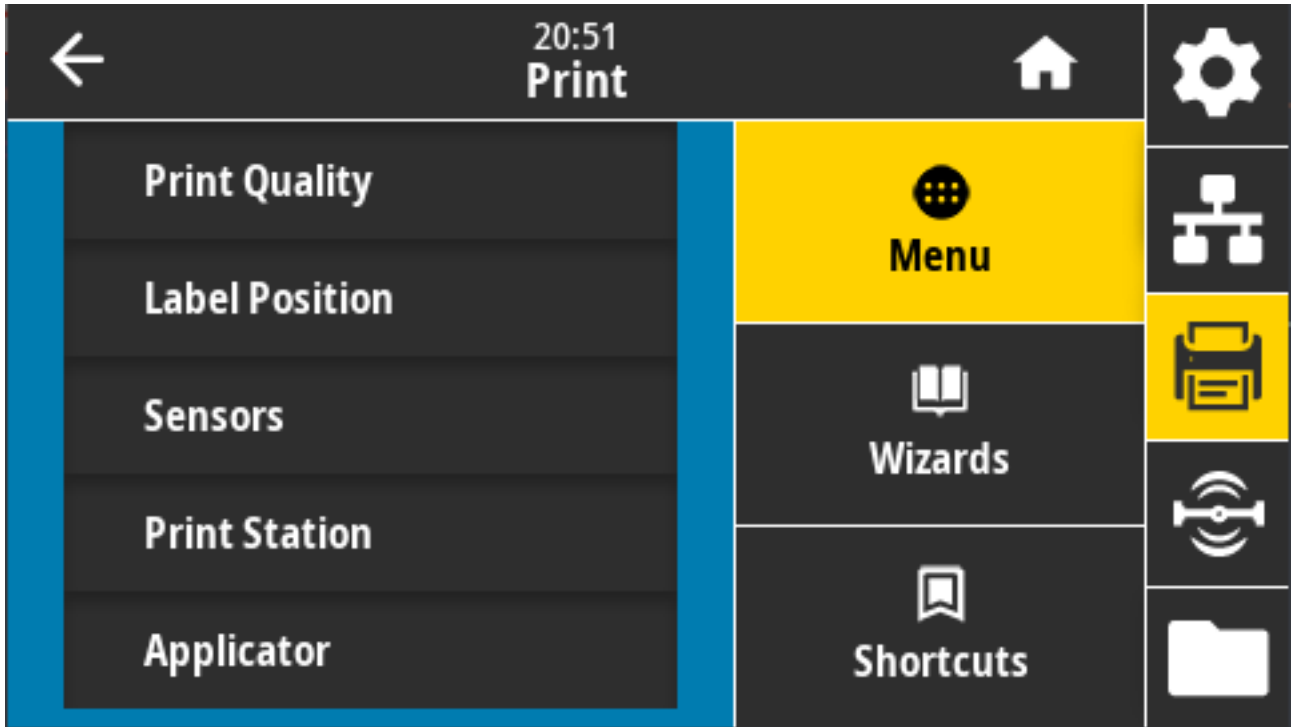 20:51
Print
Print Quality
Label Position
Sensors
Print Station
Applicator
Menu
Wizards
Shortcuts